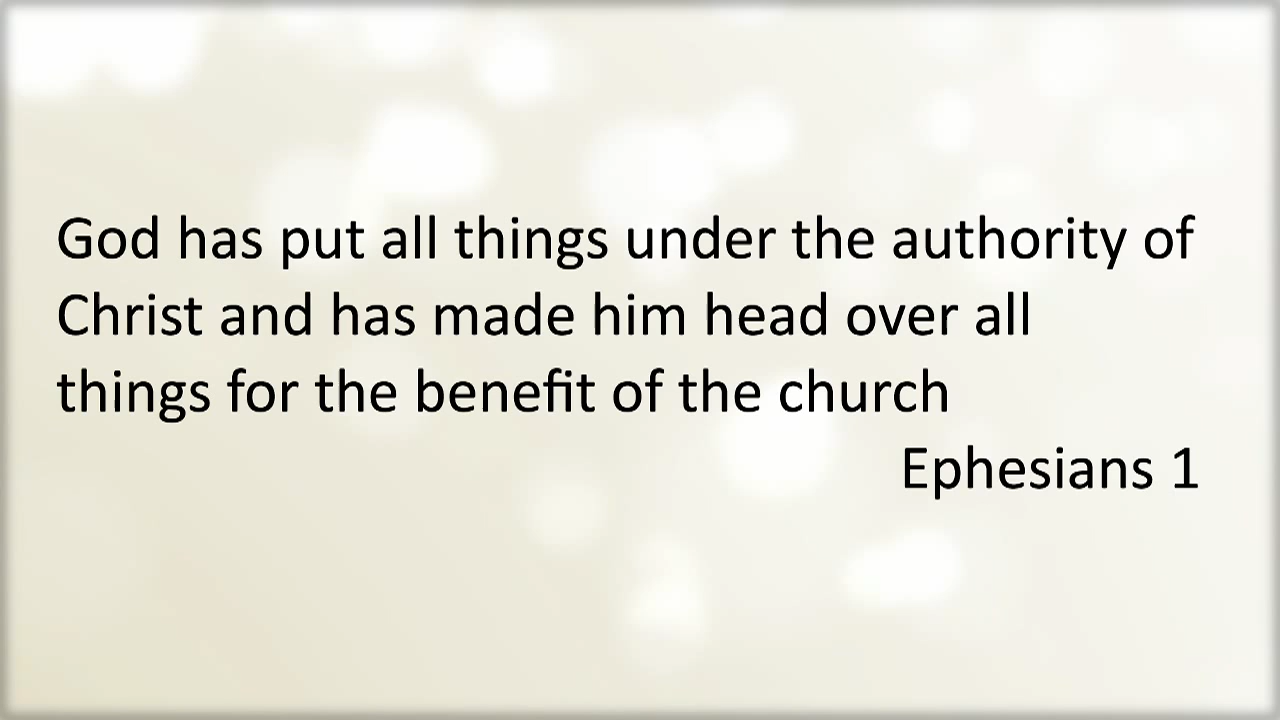 God has put all things under the authority of
Christ and has made him head over all
things for the benefit of the church
Ephesians 1